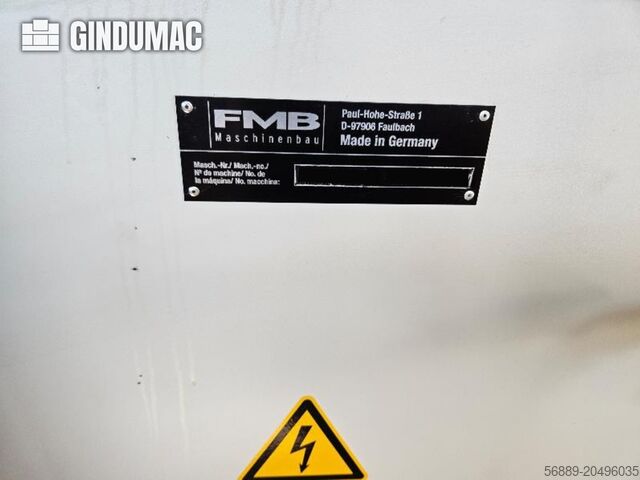 GINDUMAC
FMB
Maschinenbau
Paul-Hohe-Straße 1
D-97906 Faulbach
Made in Germany
Masch.-Nr./ Mach.-no./
Nº de machine/ No. de
la máquina/ No. macchina:
56889-20496035